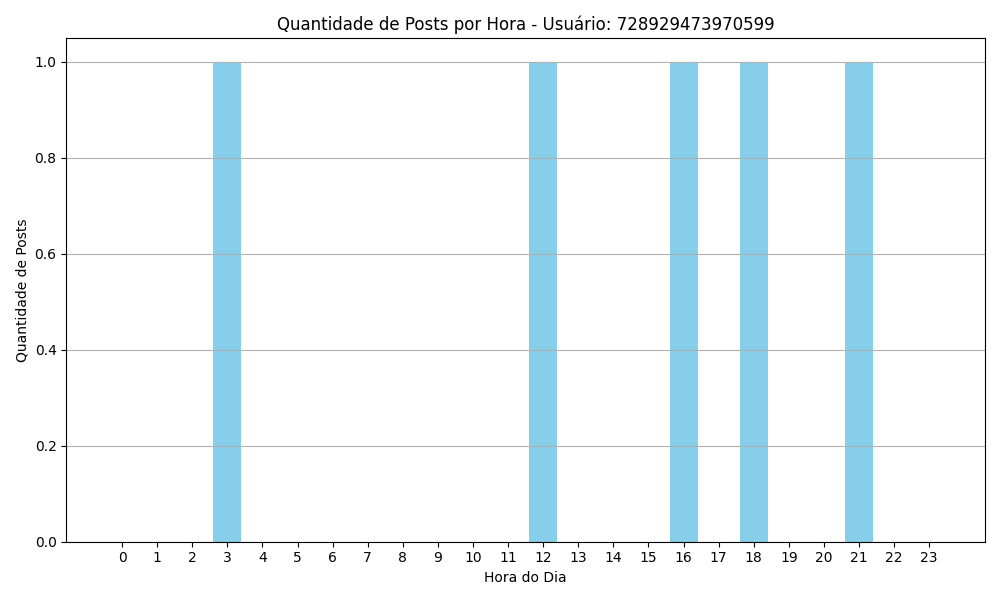 Quantidade de Posts por Hora - Usuário: 728929473970599
1.0
0.8
0.6
0.4
0.2
0.0
Quantidade de Posts
0 1 2 3 4 5 6 7 8 9 10 11 12 13 14 15 16 17 18 19 20 21 22 23
Hora do Dia